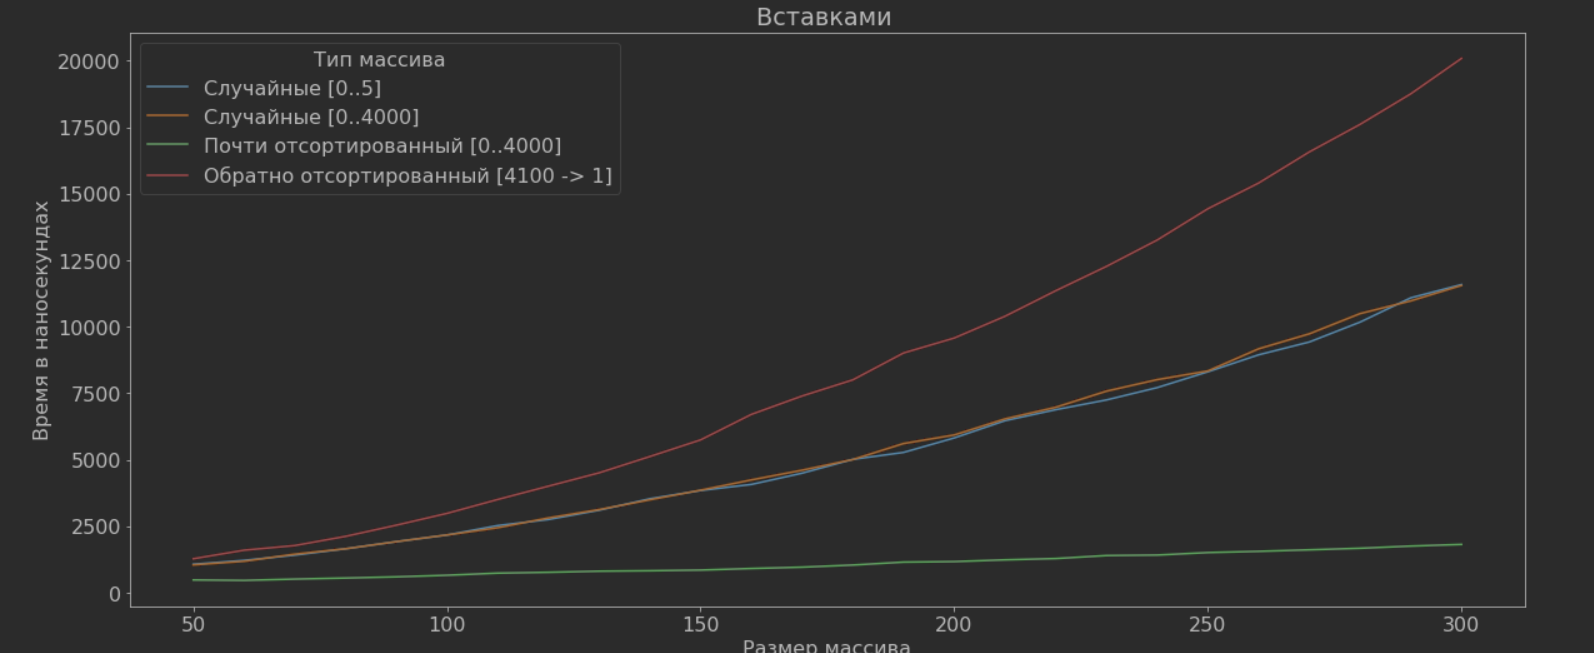 Вставками
Тип массива
Случайные [0..5]
Случайные [0..4000]
Почти отсортированный [0..4000]
Обратно отсортированный [4100 -> 1]
Время в наносекундах
20000
17500
15000
12500
10000
7500
5000
2500
0
50 100 150 200 250 300
Размер массива